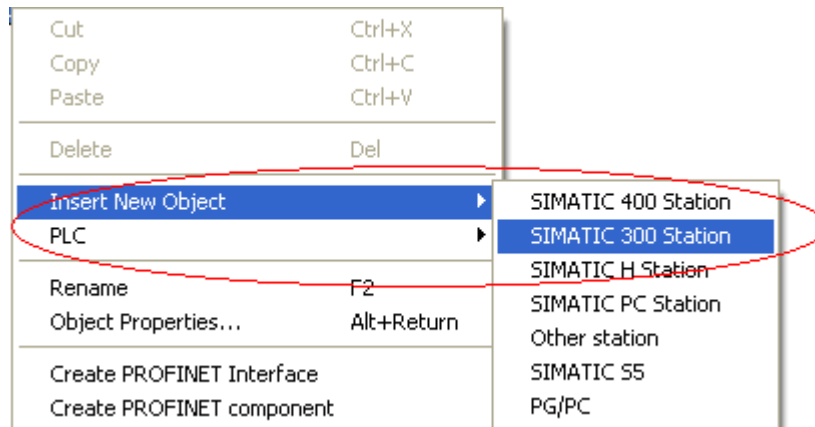 Cut Ctrl+X
Copy Ctrl+C
Paste Ctrl+V
Delete Del
Insert New Object
PLC
Rename F2
Object Properties... Alt+Return
Create PROFINET Interface
Create PROFINET component
SIMATIC 400 Station
SIMATIC 300 Station
SIMATIC H Station
SIMATIC PC Station
Other station
SIMATIC S5
PG/PC